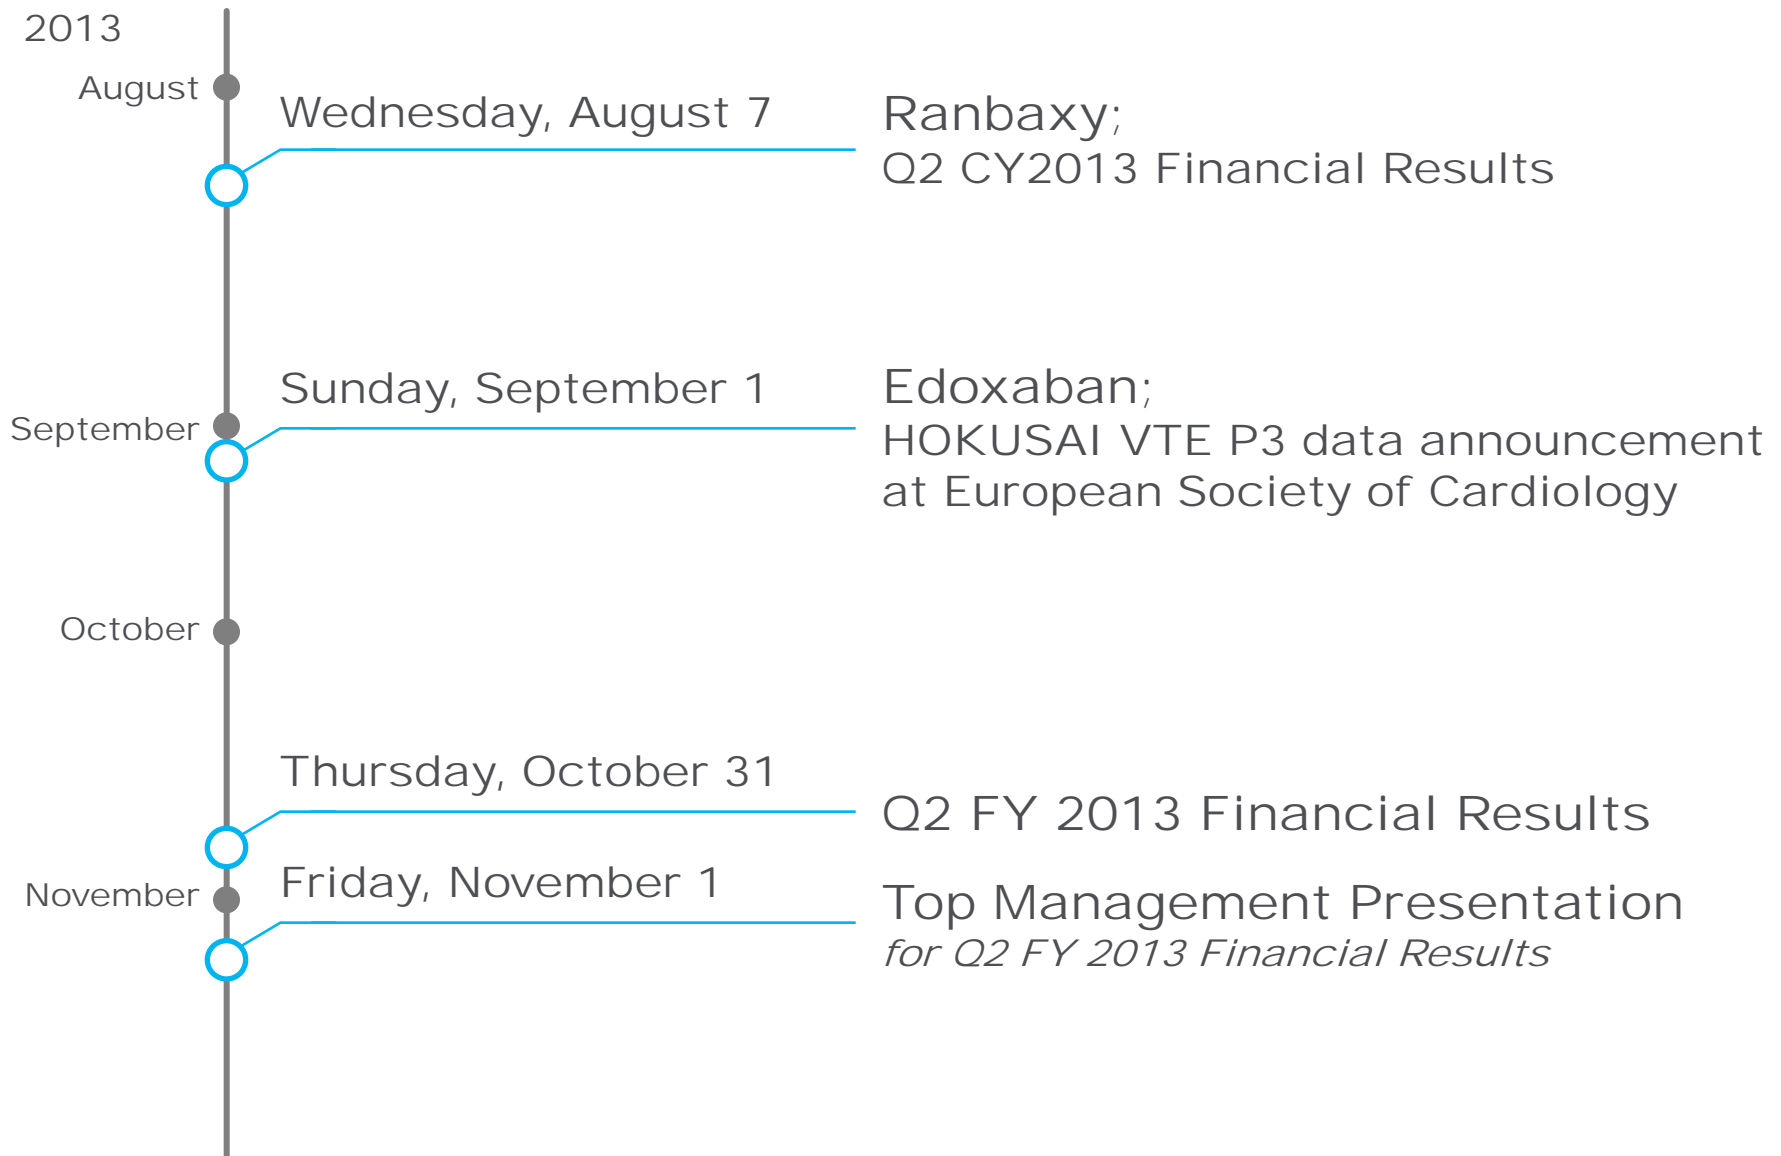 2013
August
Wednesday, August 7
Ranbaxy;
Q2 CY2013 Financial Results
September
Sunday, September 1
Edoxaban;
HOKUSAI VTE P3 data announcement
at European Society of Cardiology
October
Thursday, October 31
Q2 FY 2013 Financial Results
November
Friday, November 1
Top Management Presentation
for Q2 FY 2013 Financial Results